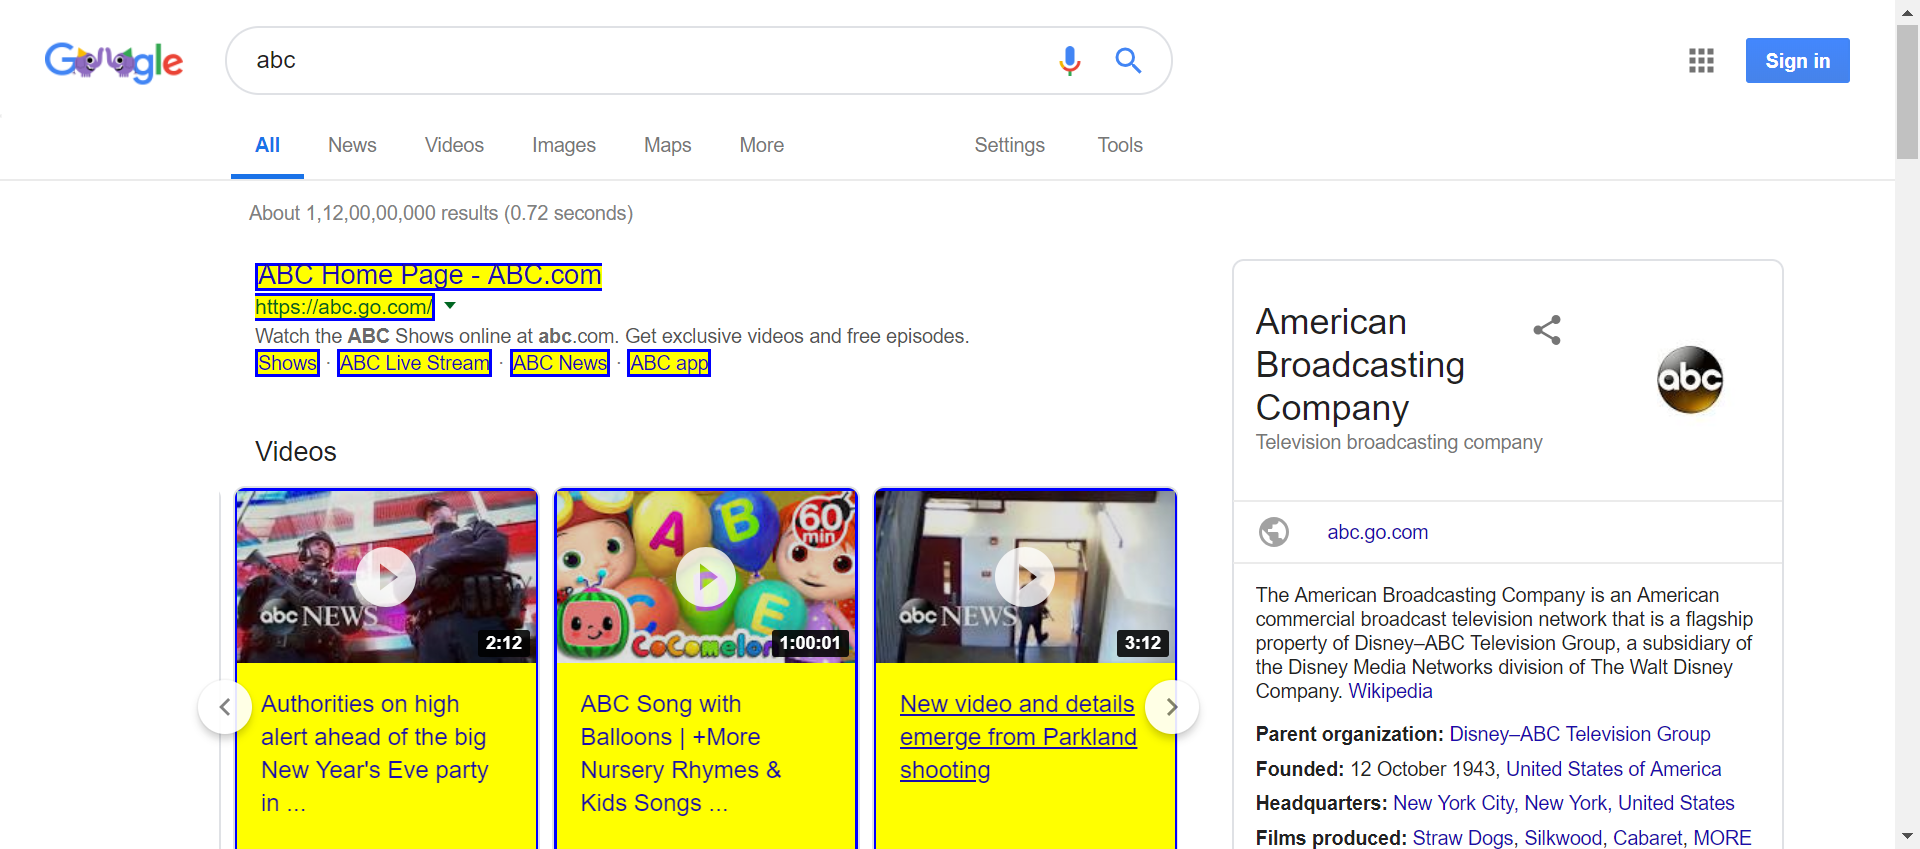 Google
abc
Sign in
All News Videos Images Maps More Settings Tools
About 1,12,00,00,000 results (0.72 seconds)
ABC Home Page - ABC.com
https://abc.go.com/
Watch the ABC Shows online at abc.com. Get exclusive videos and free episodes.
Shows · ABC Live Stream · ABC News · ABC app
Videos
abc NEWS
2:12
Authorities on high
alert ahead of the big
New Year's Eve party
in ...
A B
60
min
C D E
CoComelon
1:00:01
ABC Song with
Balloons | +More
Nursery Rhymes &
Kids Songs ...
abc NEWS
3:12
New video and details
emerge from Parkland
shooting
American
Broadcasting
Company
Television broadcasting company
abc
abc.go.com
The American Broadcasting Company is an American
commercial broadcast television network that is a flagship
property of Disney–ABC Television Group, a subsidiary of
the Disney Media Networks division of The Walt Disney
Company. Wikipedia
Parent organization: Disney–ABC Television Group
Founded: 12 October 1943, United States of America
Headquarters: New York City, New York, United States
Films produced: Straw Dogs, Silkwood, Cabaret, MORE